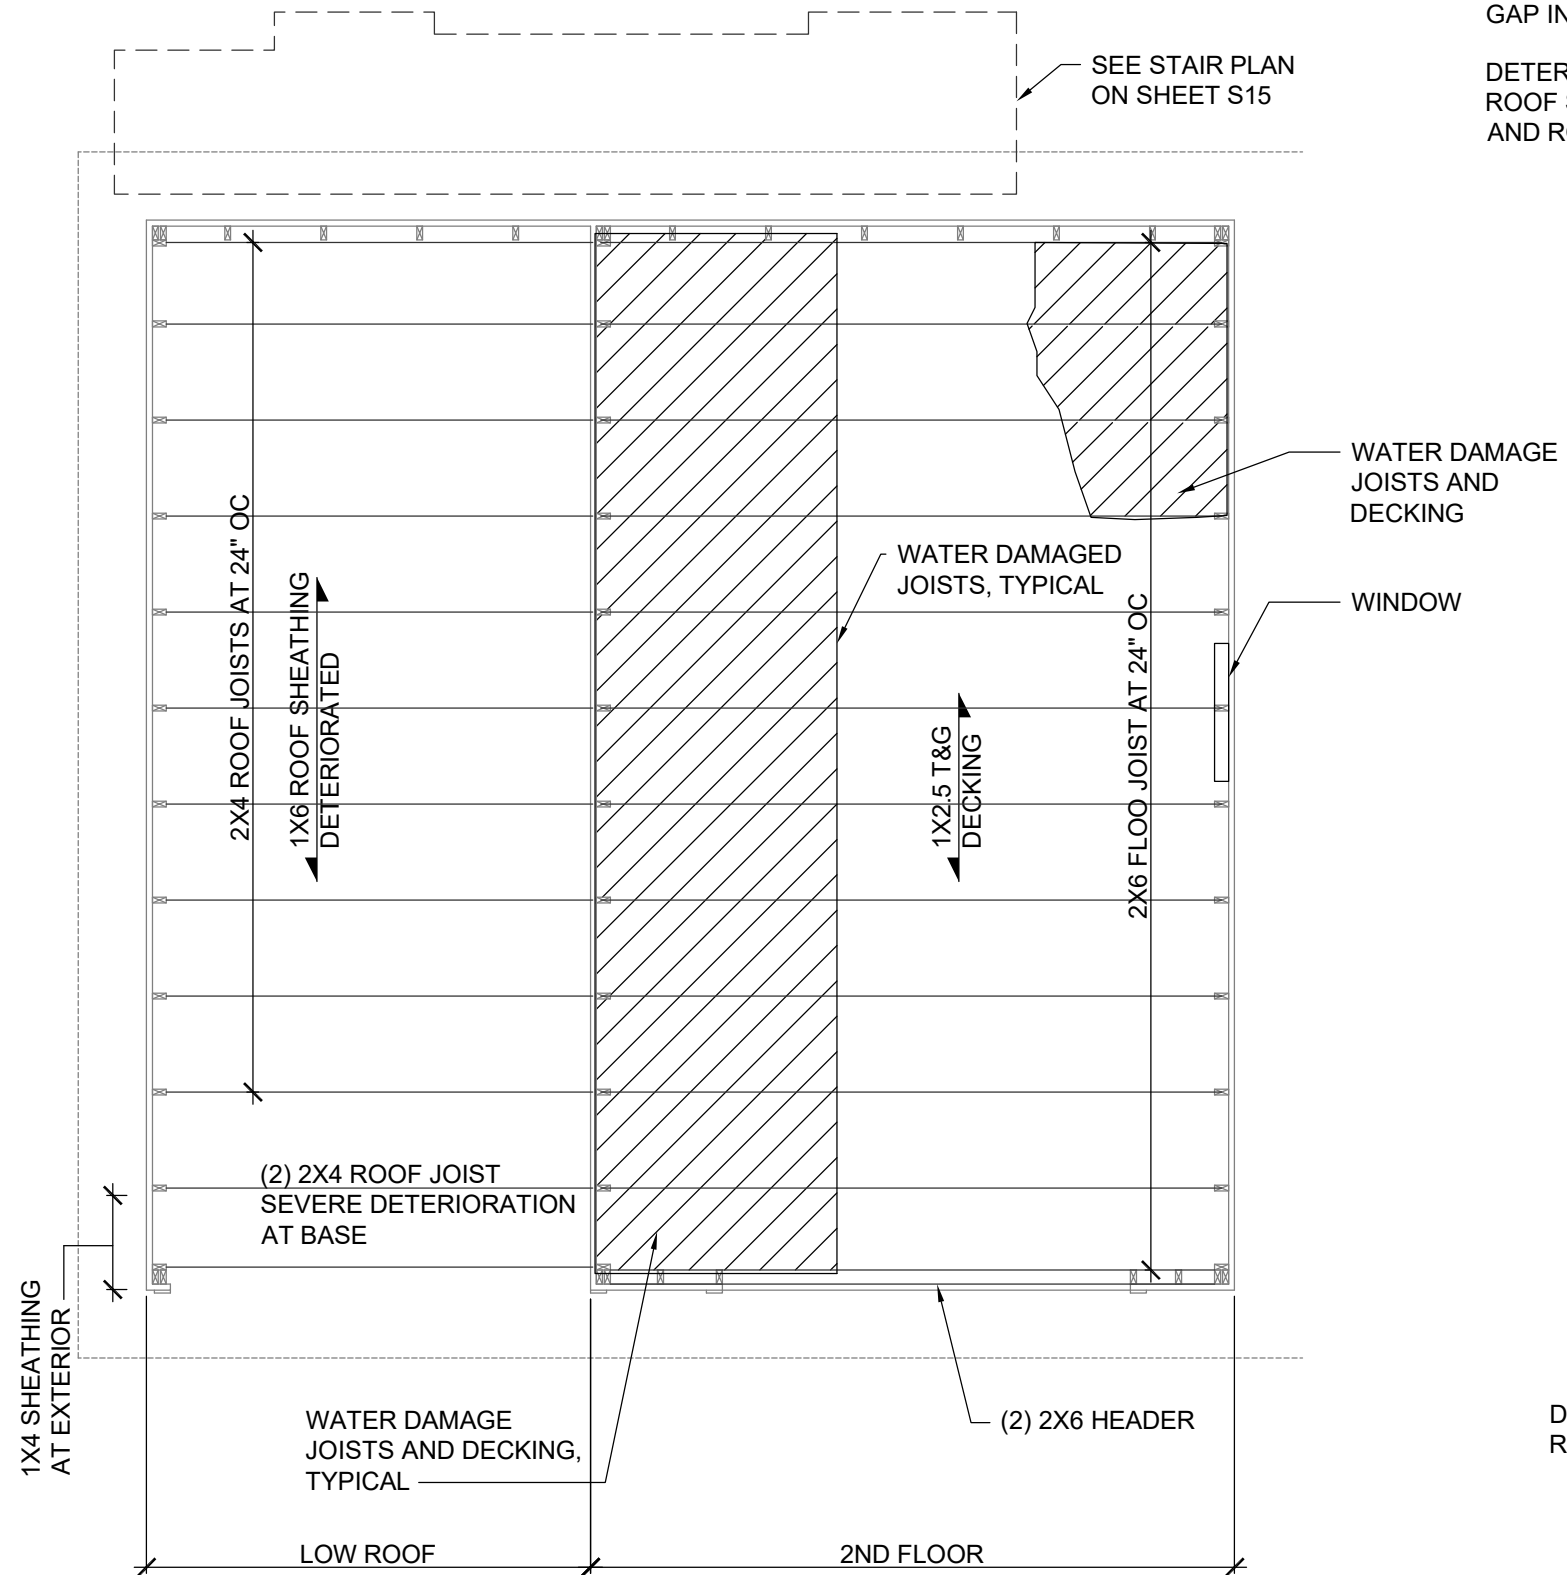 GAP IN
SEE STAIR PLAN
ON SHEET S15
DETER
ROOF
AND R
WATER DAMAGE
JOISTS AND
DECKING
WATER DAMAGED
JOISTS, TYPICAL
WINDOW
2X4 ROOF JOISTS AT 24" OC
1X6 ROOF SHEATHING
DETERIORATED
1X2.5 T&G
DECKING
2X6 FLOO JOIST AT 24" OC
(2) 2X4 ROOF JOIST
SEVERE DETERIORATION
AT BASE
1X4 SHEATHING
AT EXTERIOR
WATER DAMAGE
JOISTS AND DECKING,
TYPICAL
(2) 2X6 HEADER
D
R
LOW ROOF
2ND FLOOR